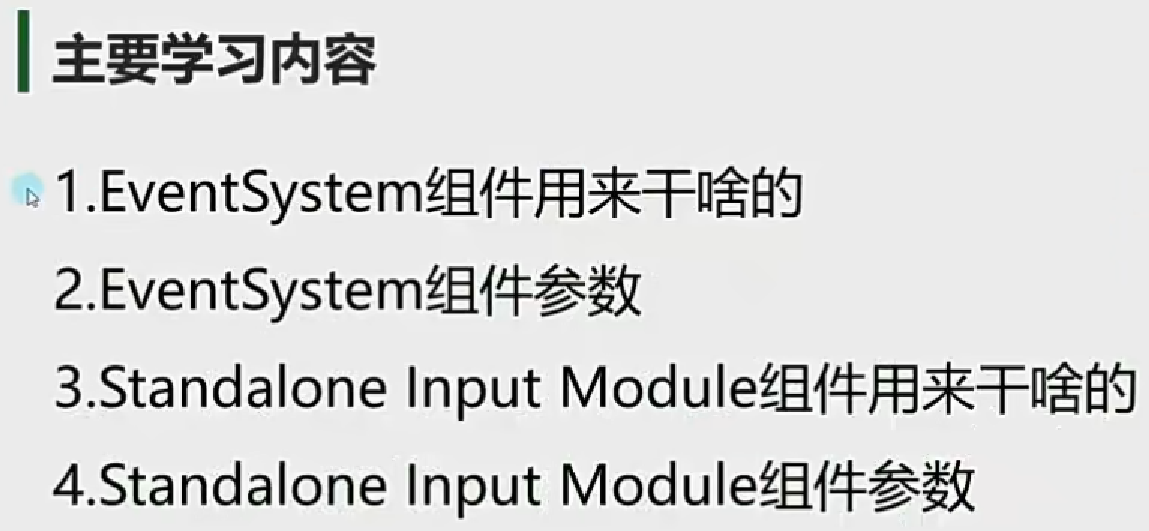 主要学习内容
1.EventSystem组件用来干啥的
2.EventSystem组件参数
3.Standalone Input Module组件用来干啥的
4.Standalone Input Module组件参数